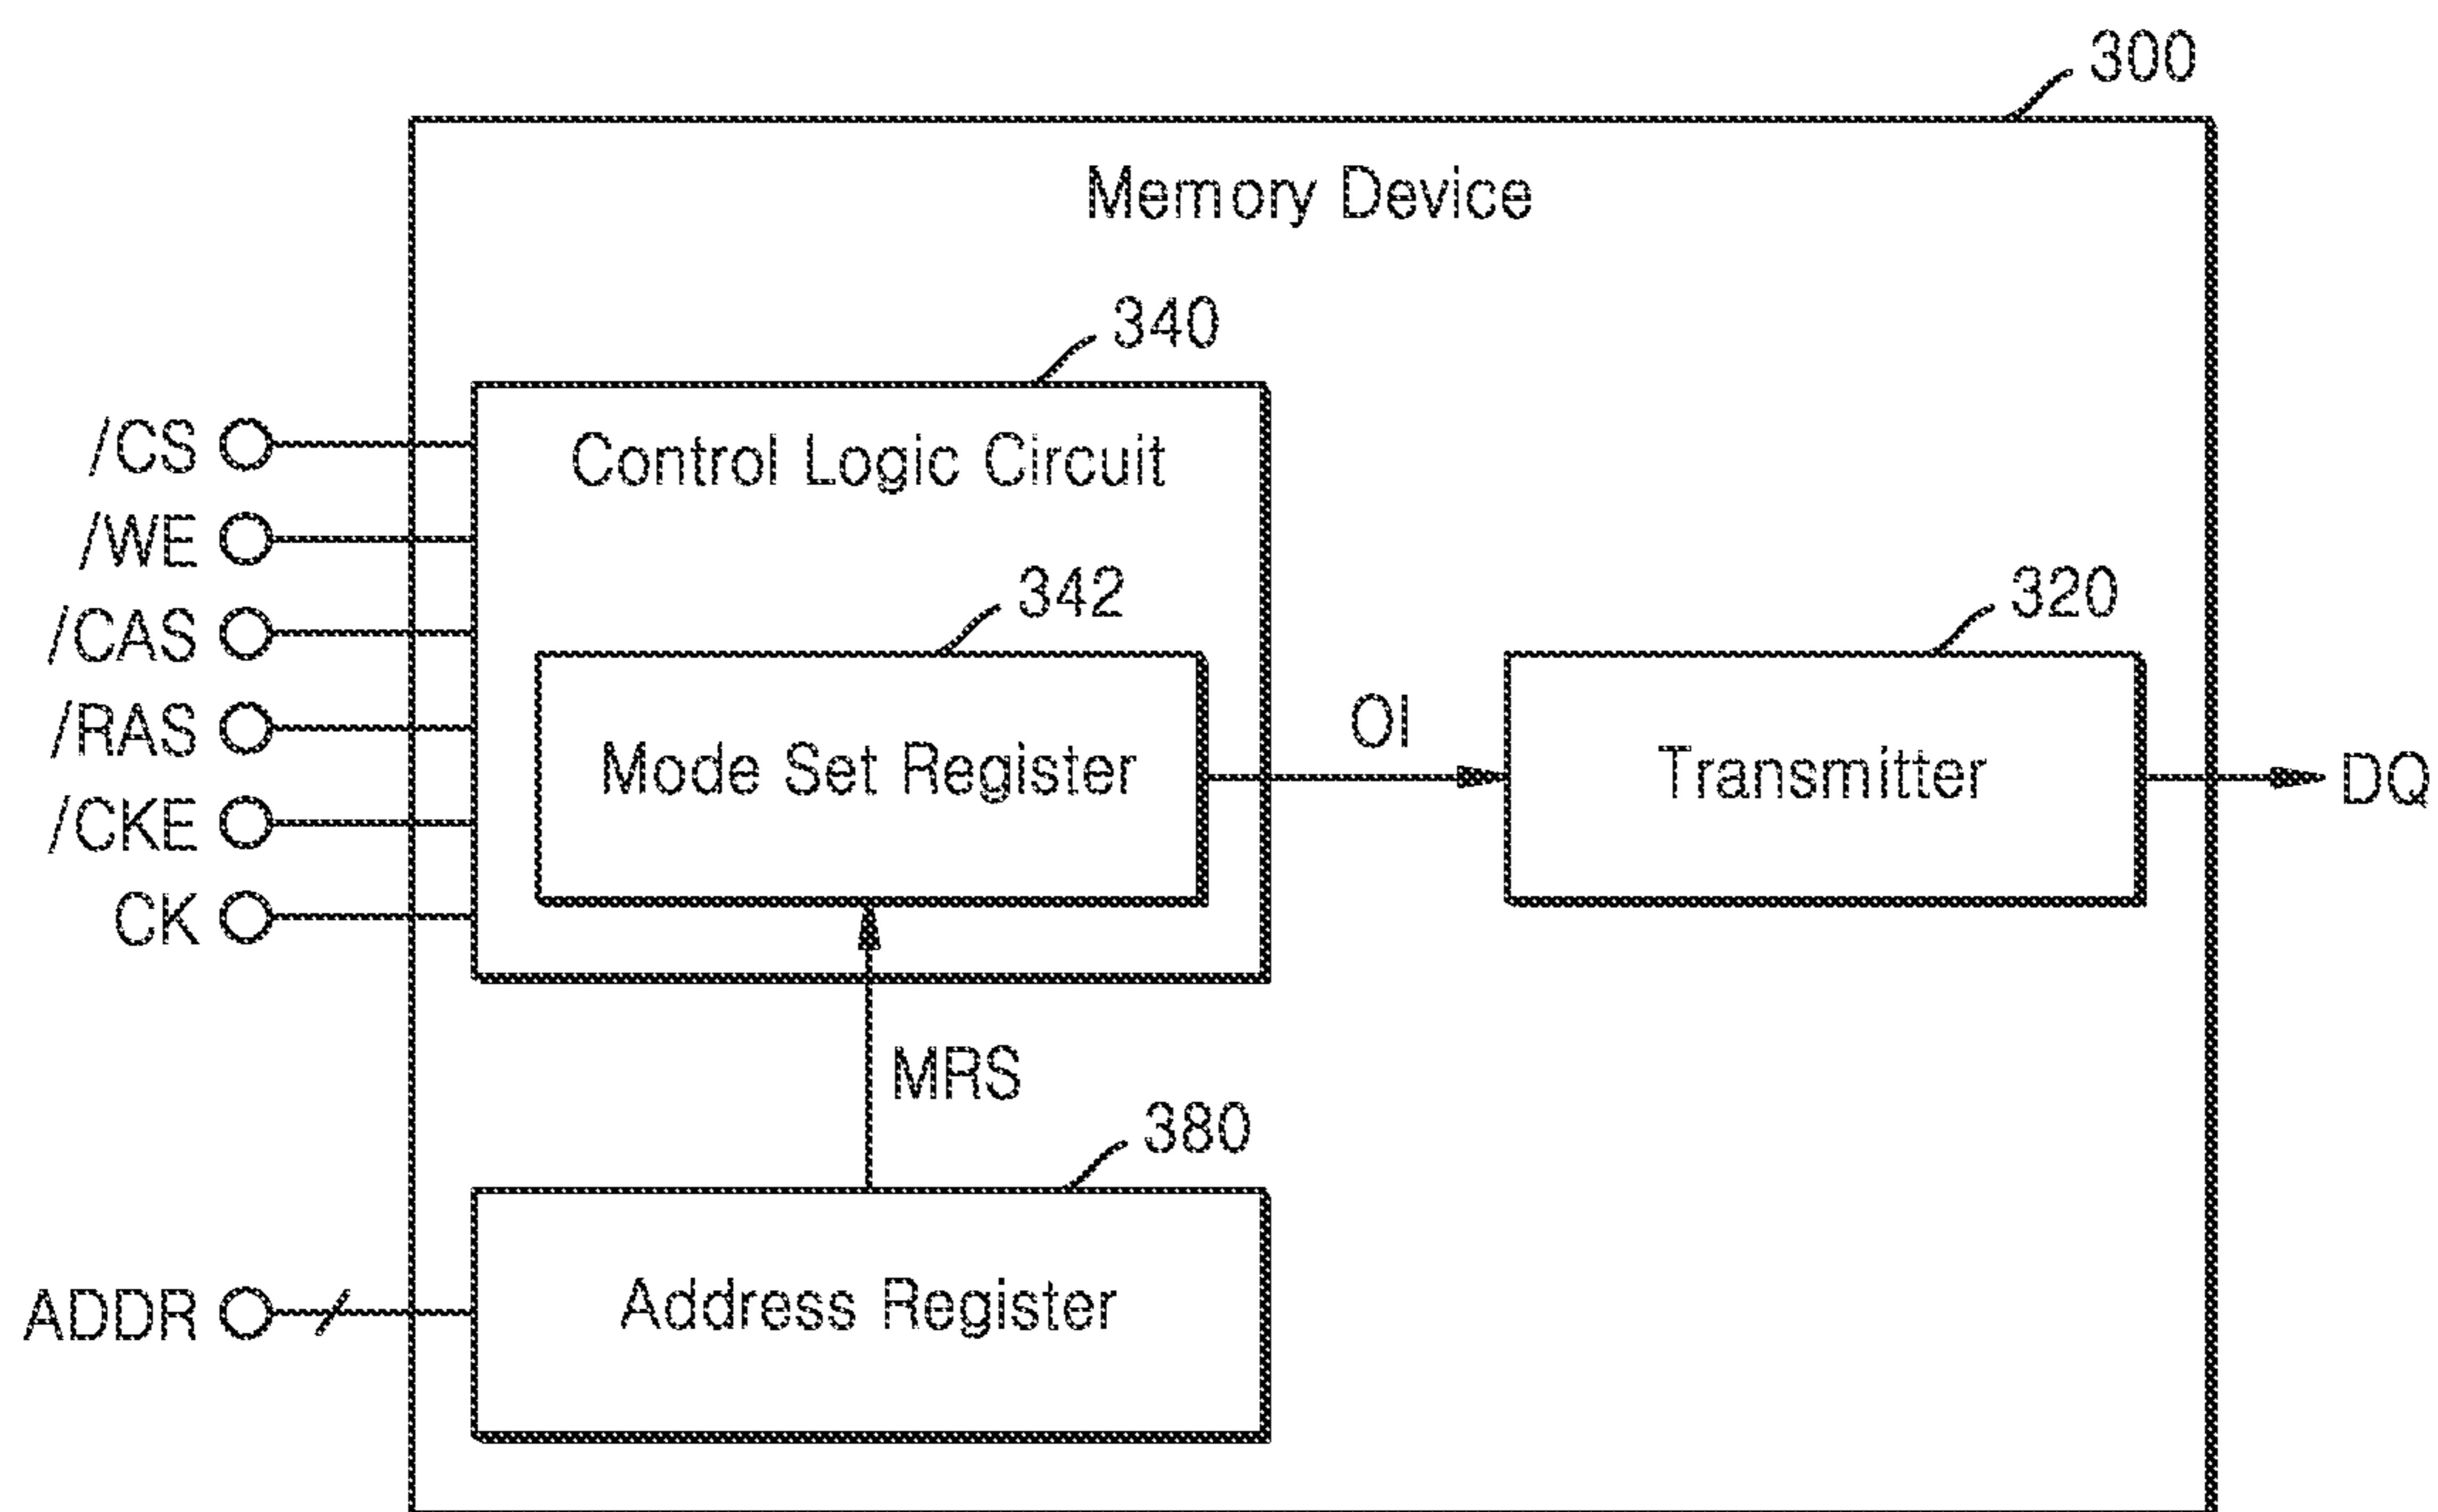 300
Memory Device
340
/CS
Control Logic Circuit
/WE
342
320
/CAS
/RAS
OI
Mode Set Register
Transmitter
DQ
/CKE
CK
MRS
380
ADDR
Address Register